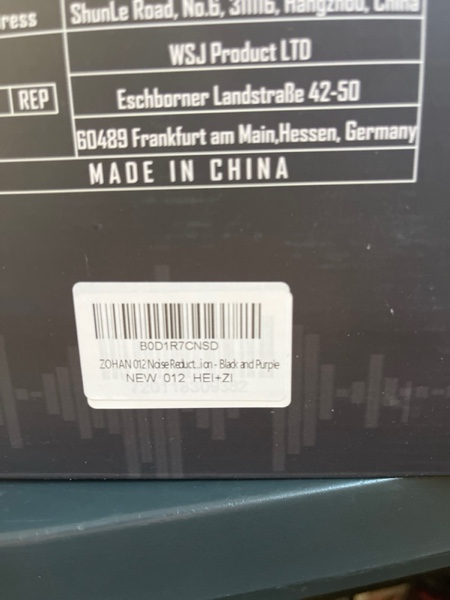 ress
ShunLe Road, No.6, 311116, Hangzhou, China
WSJ Product LTD
REP
Eschborner Landstraße 42-50
60489 Frankfurt am Main,Hessen, Germany
MADE IN CHINA
B0D1R7CNSD
ZOHAN 012 Noise Reduct...ion - Black and Purple
NEW 012 HEI+ZI